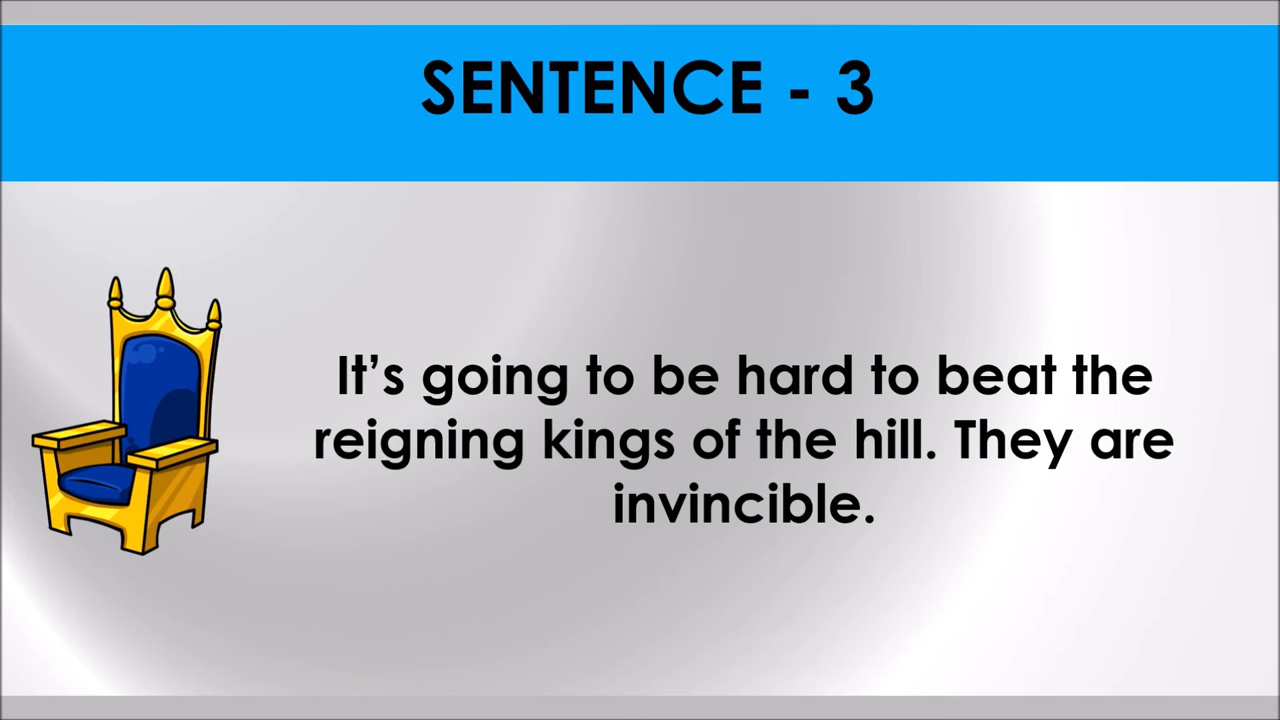 SENTENCE - 3
It’s going to be hard to beat the
reigning kings of the hill. They are
invincible.